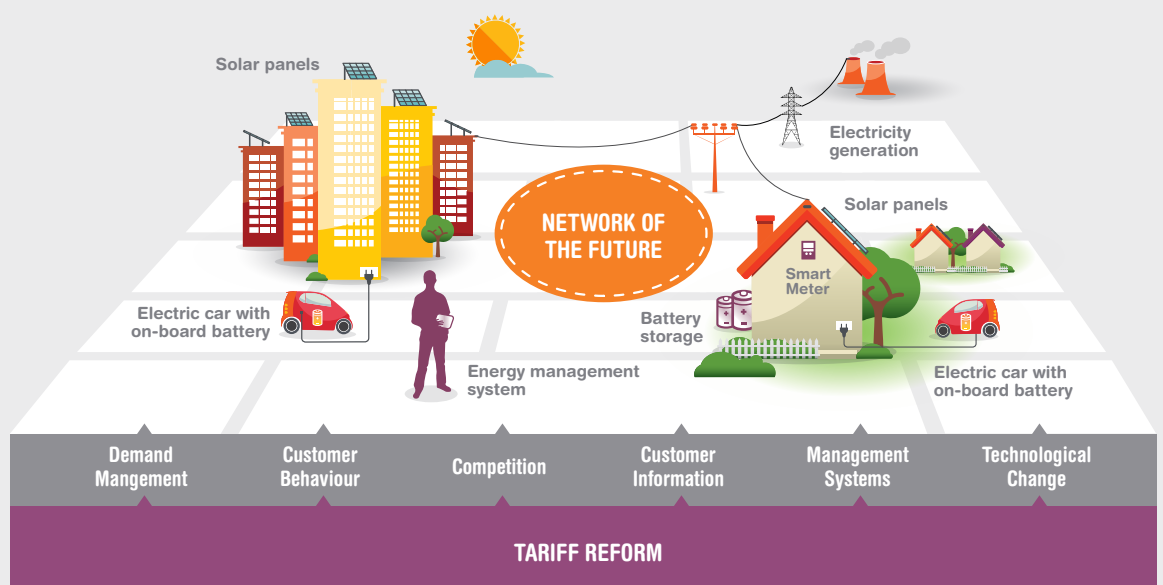 Solar panels
Electricity
generation
Solar panels
NETWORK OF
THE FUTURE
Smart
Meter
Electric car with
on-board battery
Battery
storage
Energy management
system
Electric car with
on-board battery
Demand
Mangement
Customer
Behaviour
Competition
Customer
Information
Management
Systems
Technological
Change
TARIFF REFORM